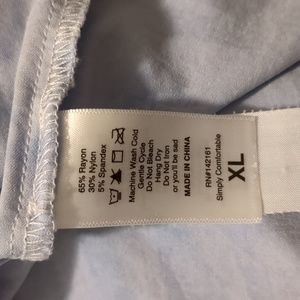 65% Rayon
30% Nylon
5% Spandex
Machine Wash Cold
Gentle Cycle
Do Not Bleach
Hang Dry
Do Not Iron
or you'll be sad
MADE IN CHINA
RN#142161
Simply Comfortable
XL